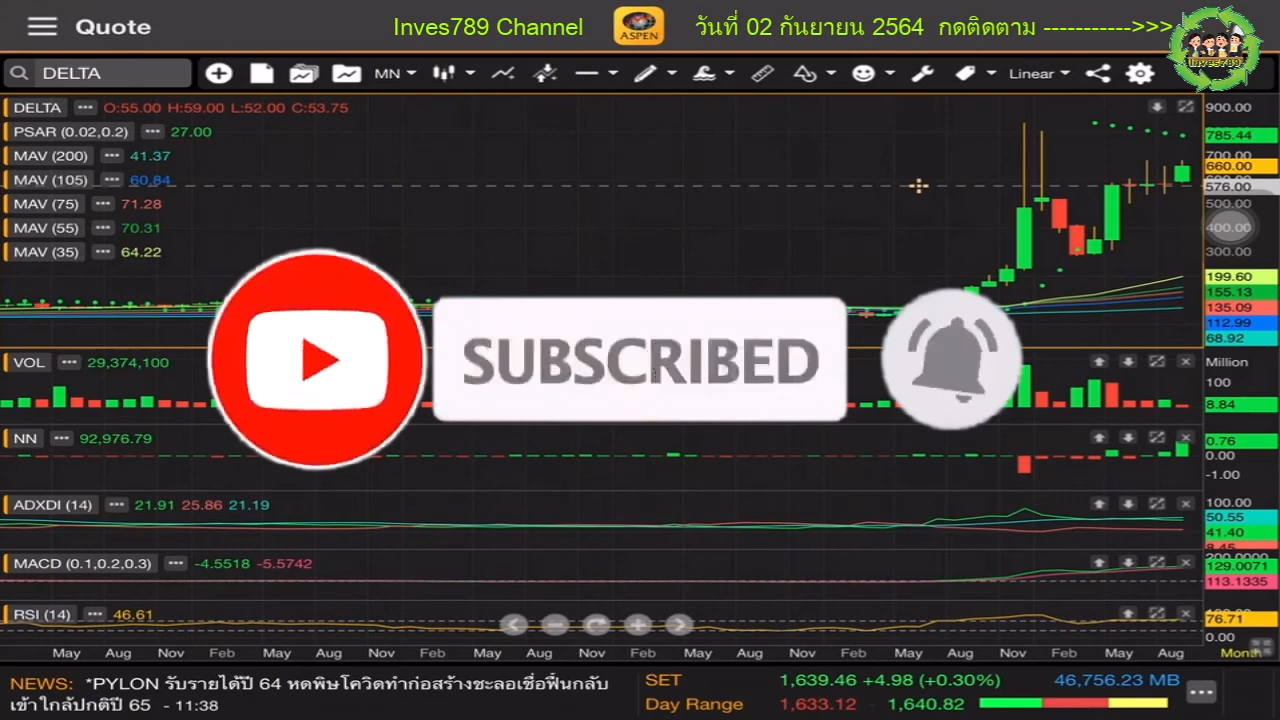 Quote
Inves789 Channel
ASPEN
วันที่ 02 กันยายน 2564 กดติดตาม ----------->>>
Inves789
DELTA
MN
Linear
DELTA O:55.00 H:59.00 L:52.00 C:53.75
PSAR (0.02,0.2) 27.00
MAV (200) 41.37
MAV (105) 60.84
MAV (75) 71.28
MAV (55) 70.31
MAV (35) 64.22
900.00
785.44
700.00
660.00
576.00
500.00
400.00
300.00
199.60
155.13
135.09
112.99
68.92
SUBSCRIBED
VOL 29,374,100
Million
100
8.84
NN 92,976.79
0.76
0.00
-1.00
ADXDI (14) 21.91 25.86 21.19
100.00
50.55
41.40
8.45
MACD (0.1,0.2,0.3) -4.5518 -5.5742
200.0000
129.0071
113.1335
RSI (14) 46.61
100.00
76.71
0.00
May Aug Nov Feb May Aug Nov Feb May Aug Nov Feb May Aug Nov Feb May Aug Nov Feb May Aug Month
NEWS: *PYLON รับรายได้ปี 64 หดพิษโควิดทำก่อสร้างชะลอเชื่อฟื้นกลับ
เข้าใกล้ปกติปี 65 - 11:38
SET 1,639.46 +4.98 (+0.30%) 46,756.23 MB
Day Range 1,633.12 - 1,640.82